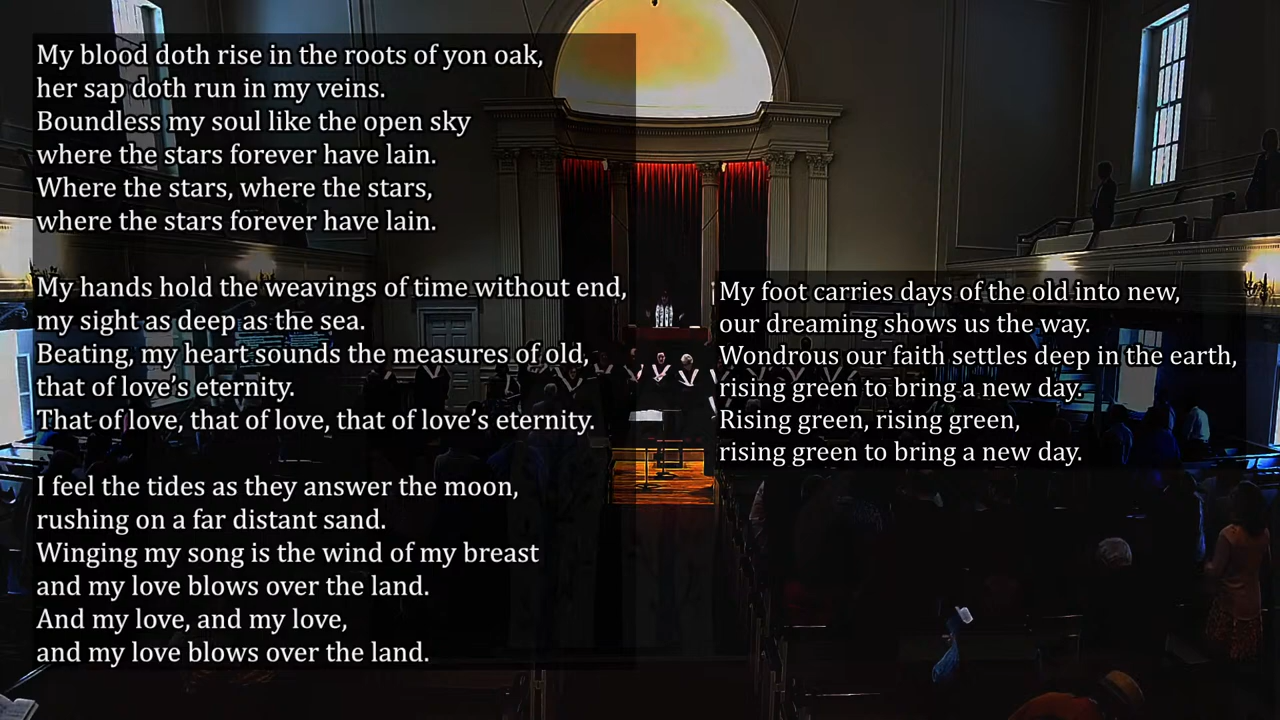 My blood doth rise in the roots of yon oak,
her sap doth run in my veins.
Boundless my soul like the open sky
where the stars forever have lain.
Where the stars, where the stars,
where the stars forever have lain.
My hands hold the weavings of time without end,
my sight as deep as the sea.
Beating, my heart sounds the measures of old,
that of love’s eternity.
That of love, that of love, that of love’s eternity.
I feel the tides as they answer the moon,
rushing on a far distant sand.
Winging my song is the wind of my breast
and my love blows over the land.
And my love, and my love,
and my love blows over the land.
My foot carries days of the old into new,
our dreaming shows us the way.
Wondrous our faith settles deep in the earth,
rising green to bring a new day.
Rising green, rising green,
rising green to bring a new day.